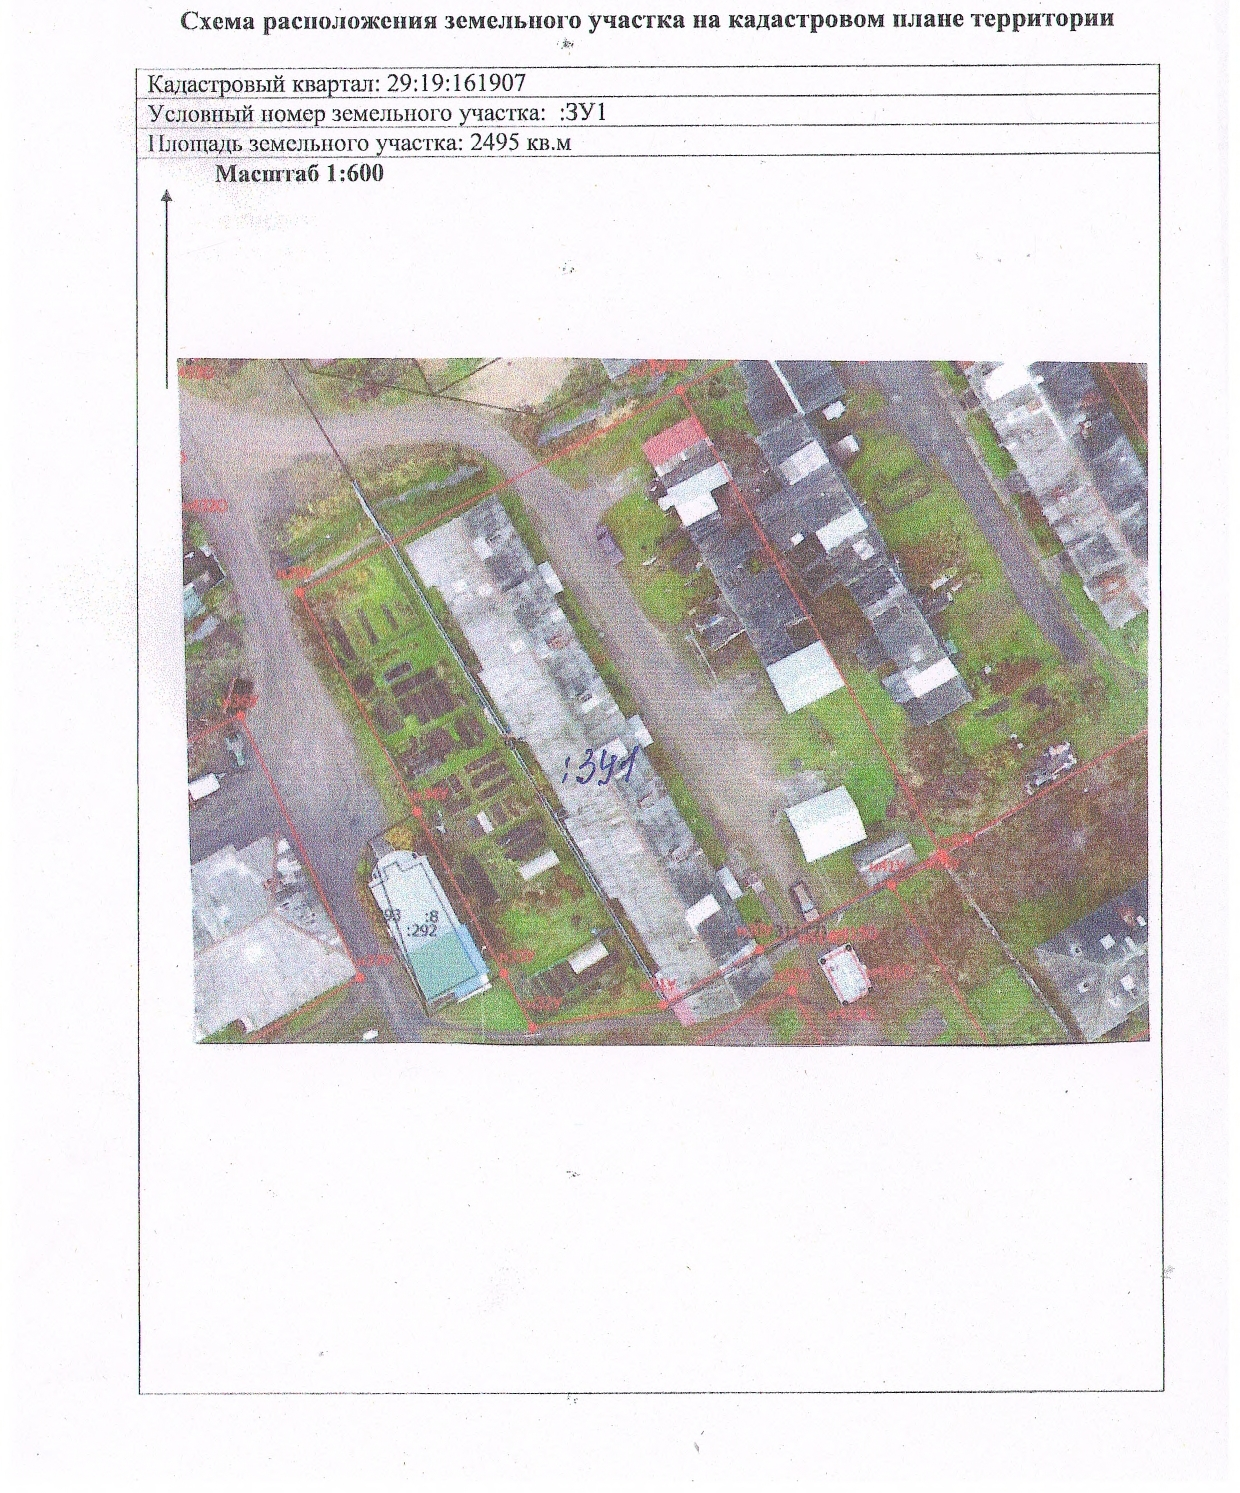 Схема расположения земельного участка на кадастровом плане территории
Кадастровый квартал: 29:19:161907
Условный номер земельного участка: :ЗУ1
Площадь земельного участка: 2495 кв.м
Масштаб 1:600
:ЗУ1
:8
:292